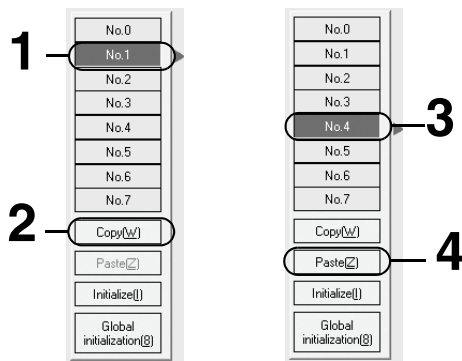 1
No.0
No.1
No.2
No.3
No.4
No.5
No.6
No.7
2
Copy(W)
Paste(Z)
Initialize(I)
Global
initialization(8)
No.0
No.1
No.2
No.3
No.4
3
No.5
No.6
No.7
Copy(W)
Paste(Z)
4
Initialize(I)
Global
initialization(8)